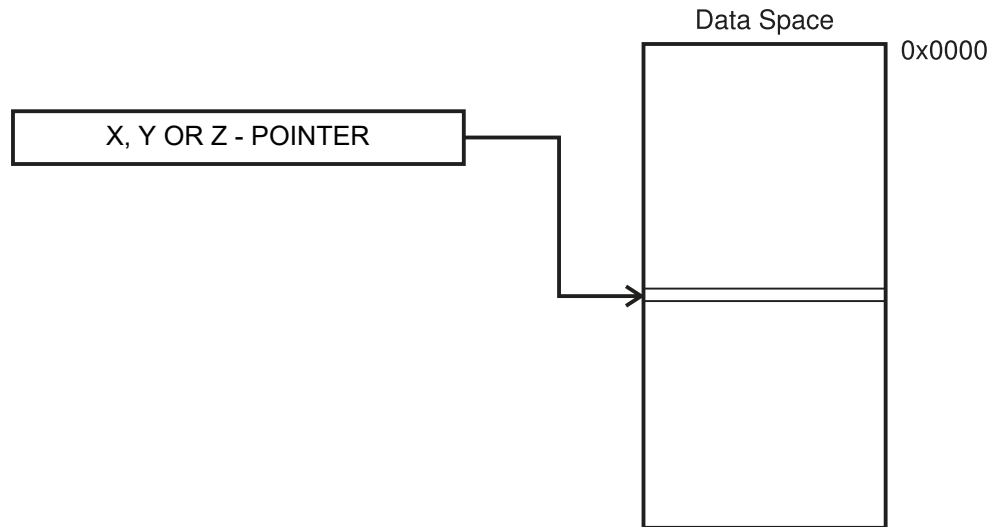 Data Space
0x0000
X, Y OR Z - POINTER